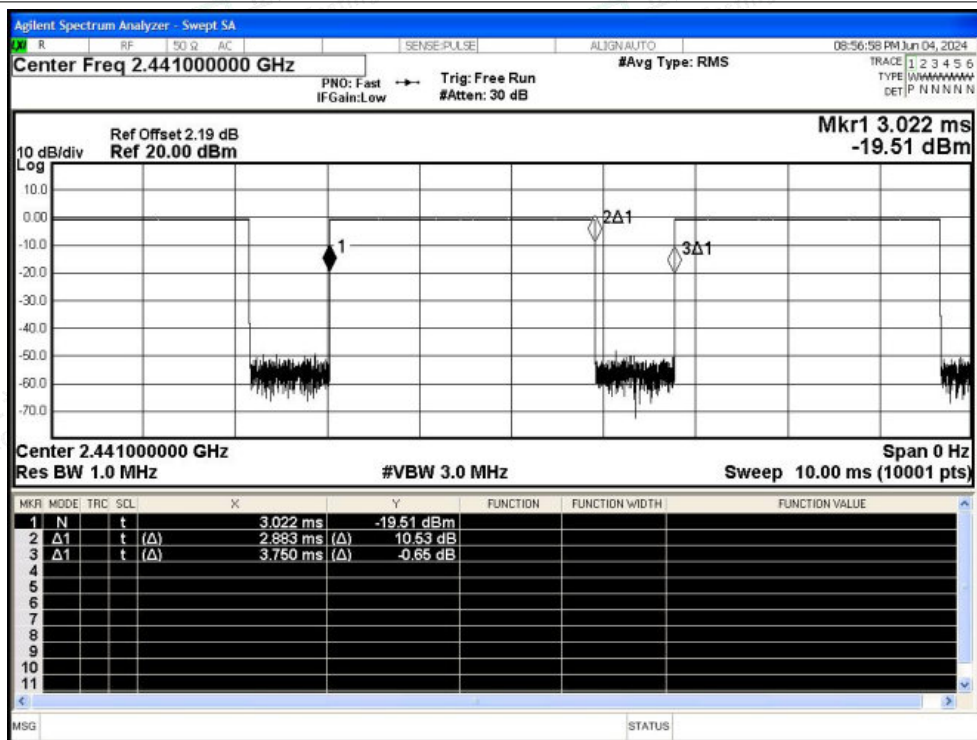 Agilent Spectrum Analyzer - Swept SA
LXI R RF 50 Ω AC SENSE:PULSE ALIGNAUTO 08:56:58 PM Jun 04, 2024
Center Freq 2.441000000 GHz
PNO: Fast
IFGain:Low
Trig: Free Run
#Atten: 30 dB
#Avg Type: RMS
TRACE 1 2 3 4 5 6
TYPE WWWWWW
DET P N N N N N
Mkr1 3.022 ms
-19.51 dBm
Ref Offset 2.19 dB
10 dB/div Ref 20.00 dBm
Log
10.0
0.00
-10.0
-20.0
-30.0
-40.0
-50.0
-60.0
-70.0
1
2Δ1
3Δ1
Center 2.441000000 GHz Span 0 Hz
Res BW 1.0 MHz #VBW 3.0 MHz Sweep 10.00 ms (10001 pts)
MKR MODE TRC SCL X Y FUNCTION FUNCTION WIDTH FUNCTION VALUE
1 N t 3.022 ms -19.51 dBm
2 Δ1 t (Δ) 2.883 ms (Δ) 10.53 dB
3 Δ1 t (Δ) 3.750 ms (Δ) -0.65 dB
4
5
6
7
8
9
10
11
MSG STATUS